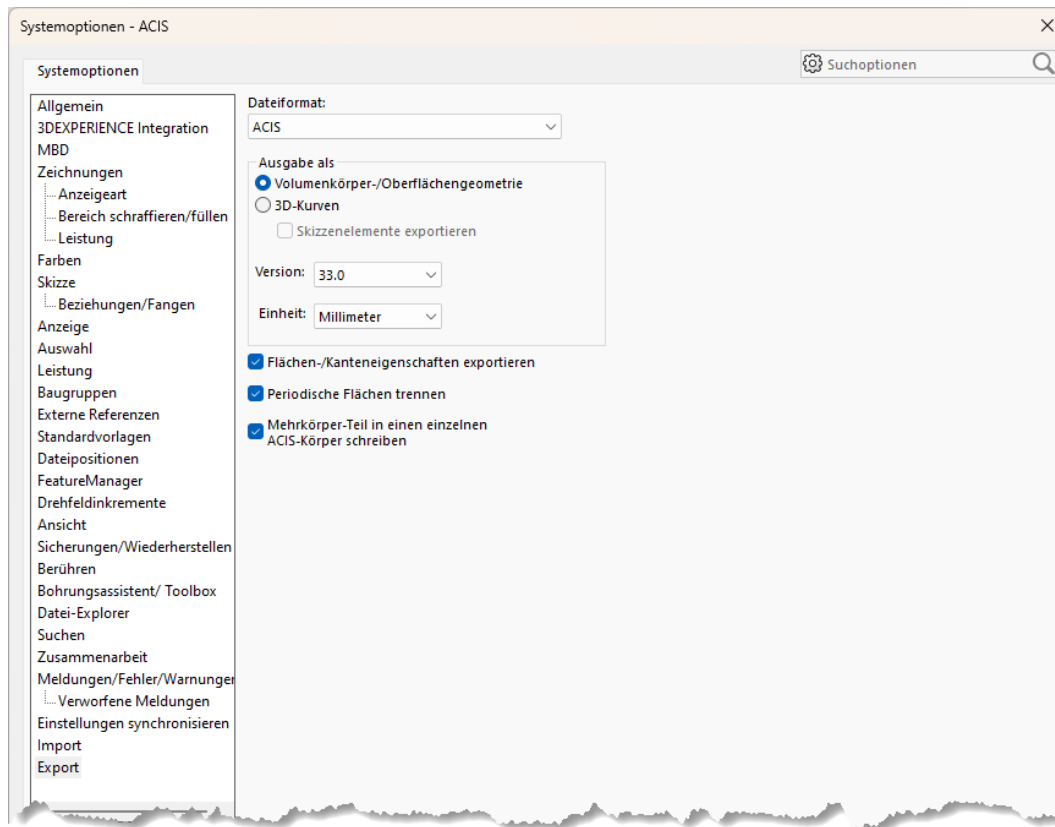 Systemoptionen - ACIS
Systemoptionen
Suchoptionen
Allgemein
3DEXPERIENCE Integration
MBD
Zeichnungen
Anzeigeart
Bereich schraffieren/füllen
Leistung
Farben
Skizze
Beziehungen/Fangen
Anzeige
Auswahl
Leistung
Baugruppen
Externe Referenzen
Standardvorlagen
Dateipositionen
FeatureManager
Drehfeldinkremente
Ansicht
Sicherungen/Wiederherstellen
Berühren
Bohrungsassistent/ Toolbox
Datei-Explorer
Suchen
Zusammenarbeit
Meldungen/Fehler/Warnungen
Verworfene Meldungen
Einstellungen synchronisieren
Import
Export
Dateiformat:
ACIS
Ausgabe als
Volumenkörper-/Oberflächengeometrie
3D-Kurven
Skizzenelemente exportieren
Version: 33.0
Einheit: Millimeter
Flächen-/Kanteneigenschaften exportieren
Periodische Flächen trennen
Mehrkörper-Teil in einen einzelnen
ACIS-Körper schreiben